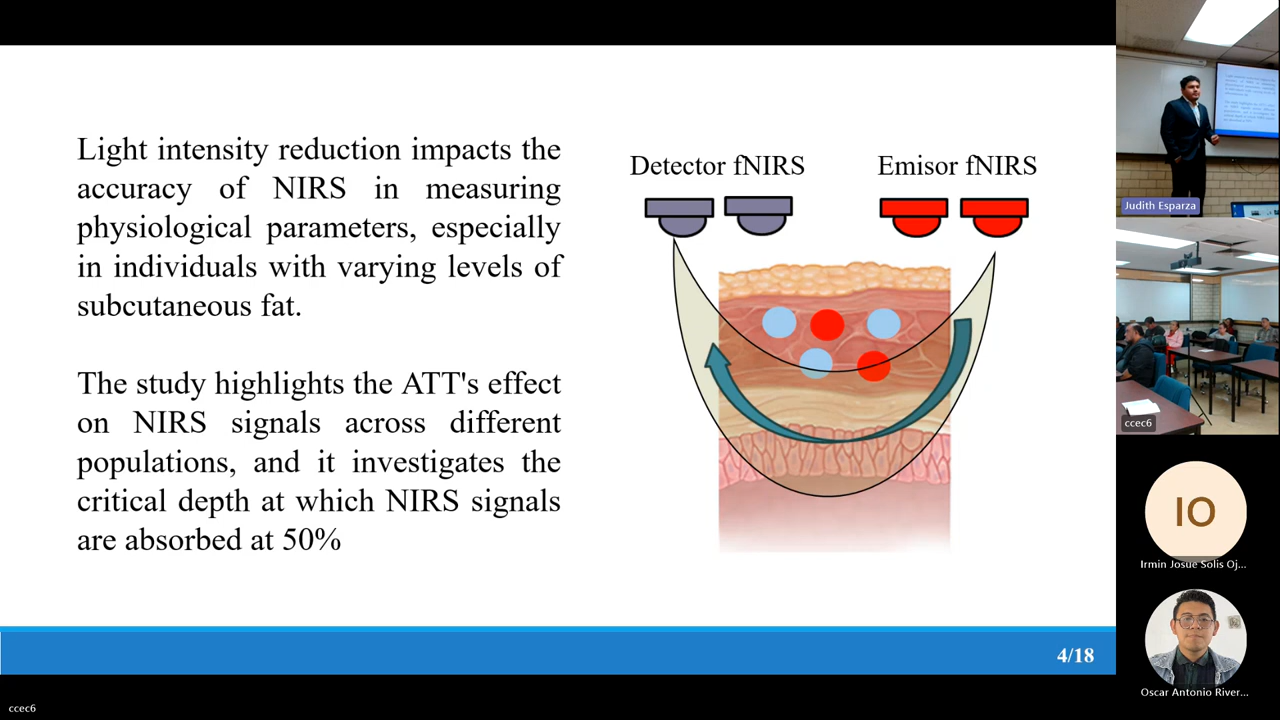 Light intensity reduction impacts the
accuracy of NIRS in measuring
physiological parameters, especially
in individuals with varying levels of
subcutaneous fat.
The study highlights the ATT's effect
on NIRS signals across different
populations, and it investigates the
critical depth at which NIRS signals
are absorbed at 50%
Detector fNIRS
Emisor fNIRS
4/18
Judith Esparza
ccec6
IO
Irmin Josue Solis Oj...
Oscar Antonio River...
ccec6